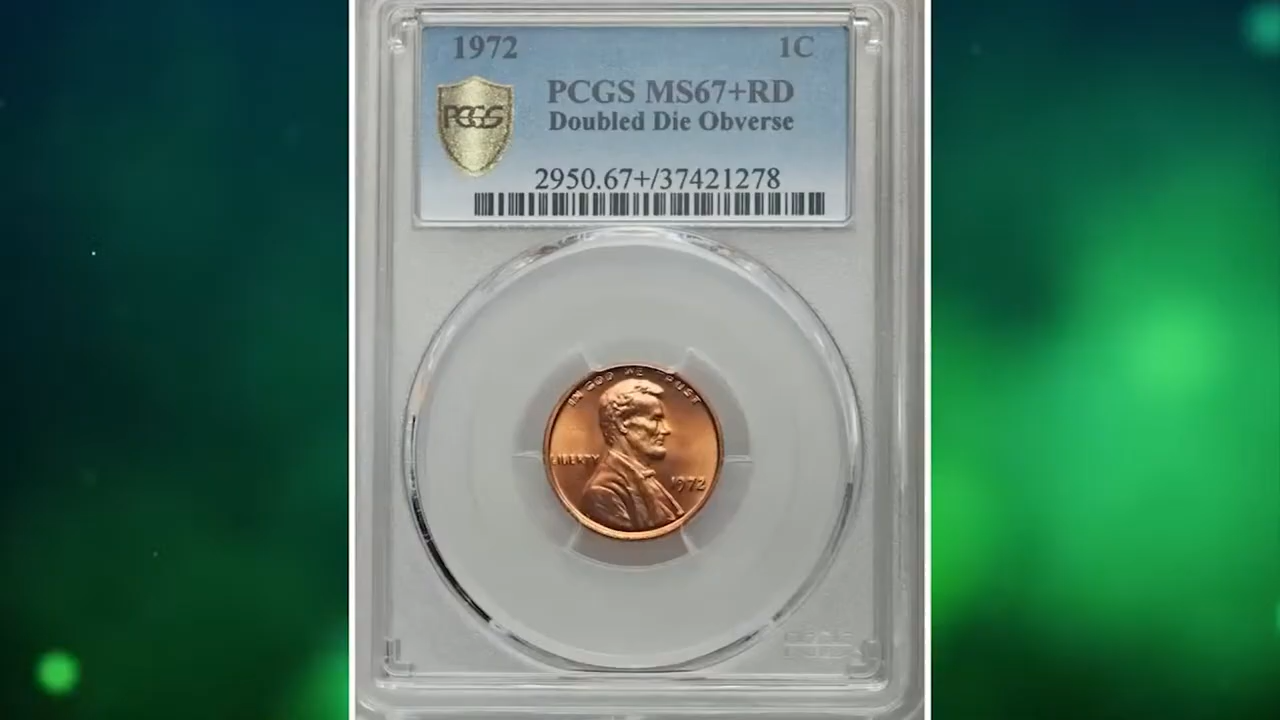 1972 1C
PCGS MS67+RD
Doubled Die Obverse
PCGS
2950.67+/37421278
IN GOD WE TRUST
LIBERTY
1972